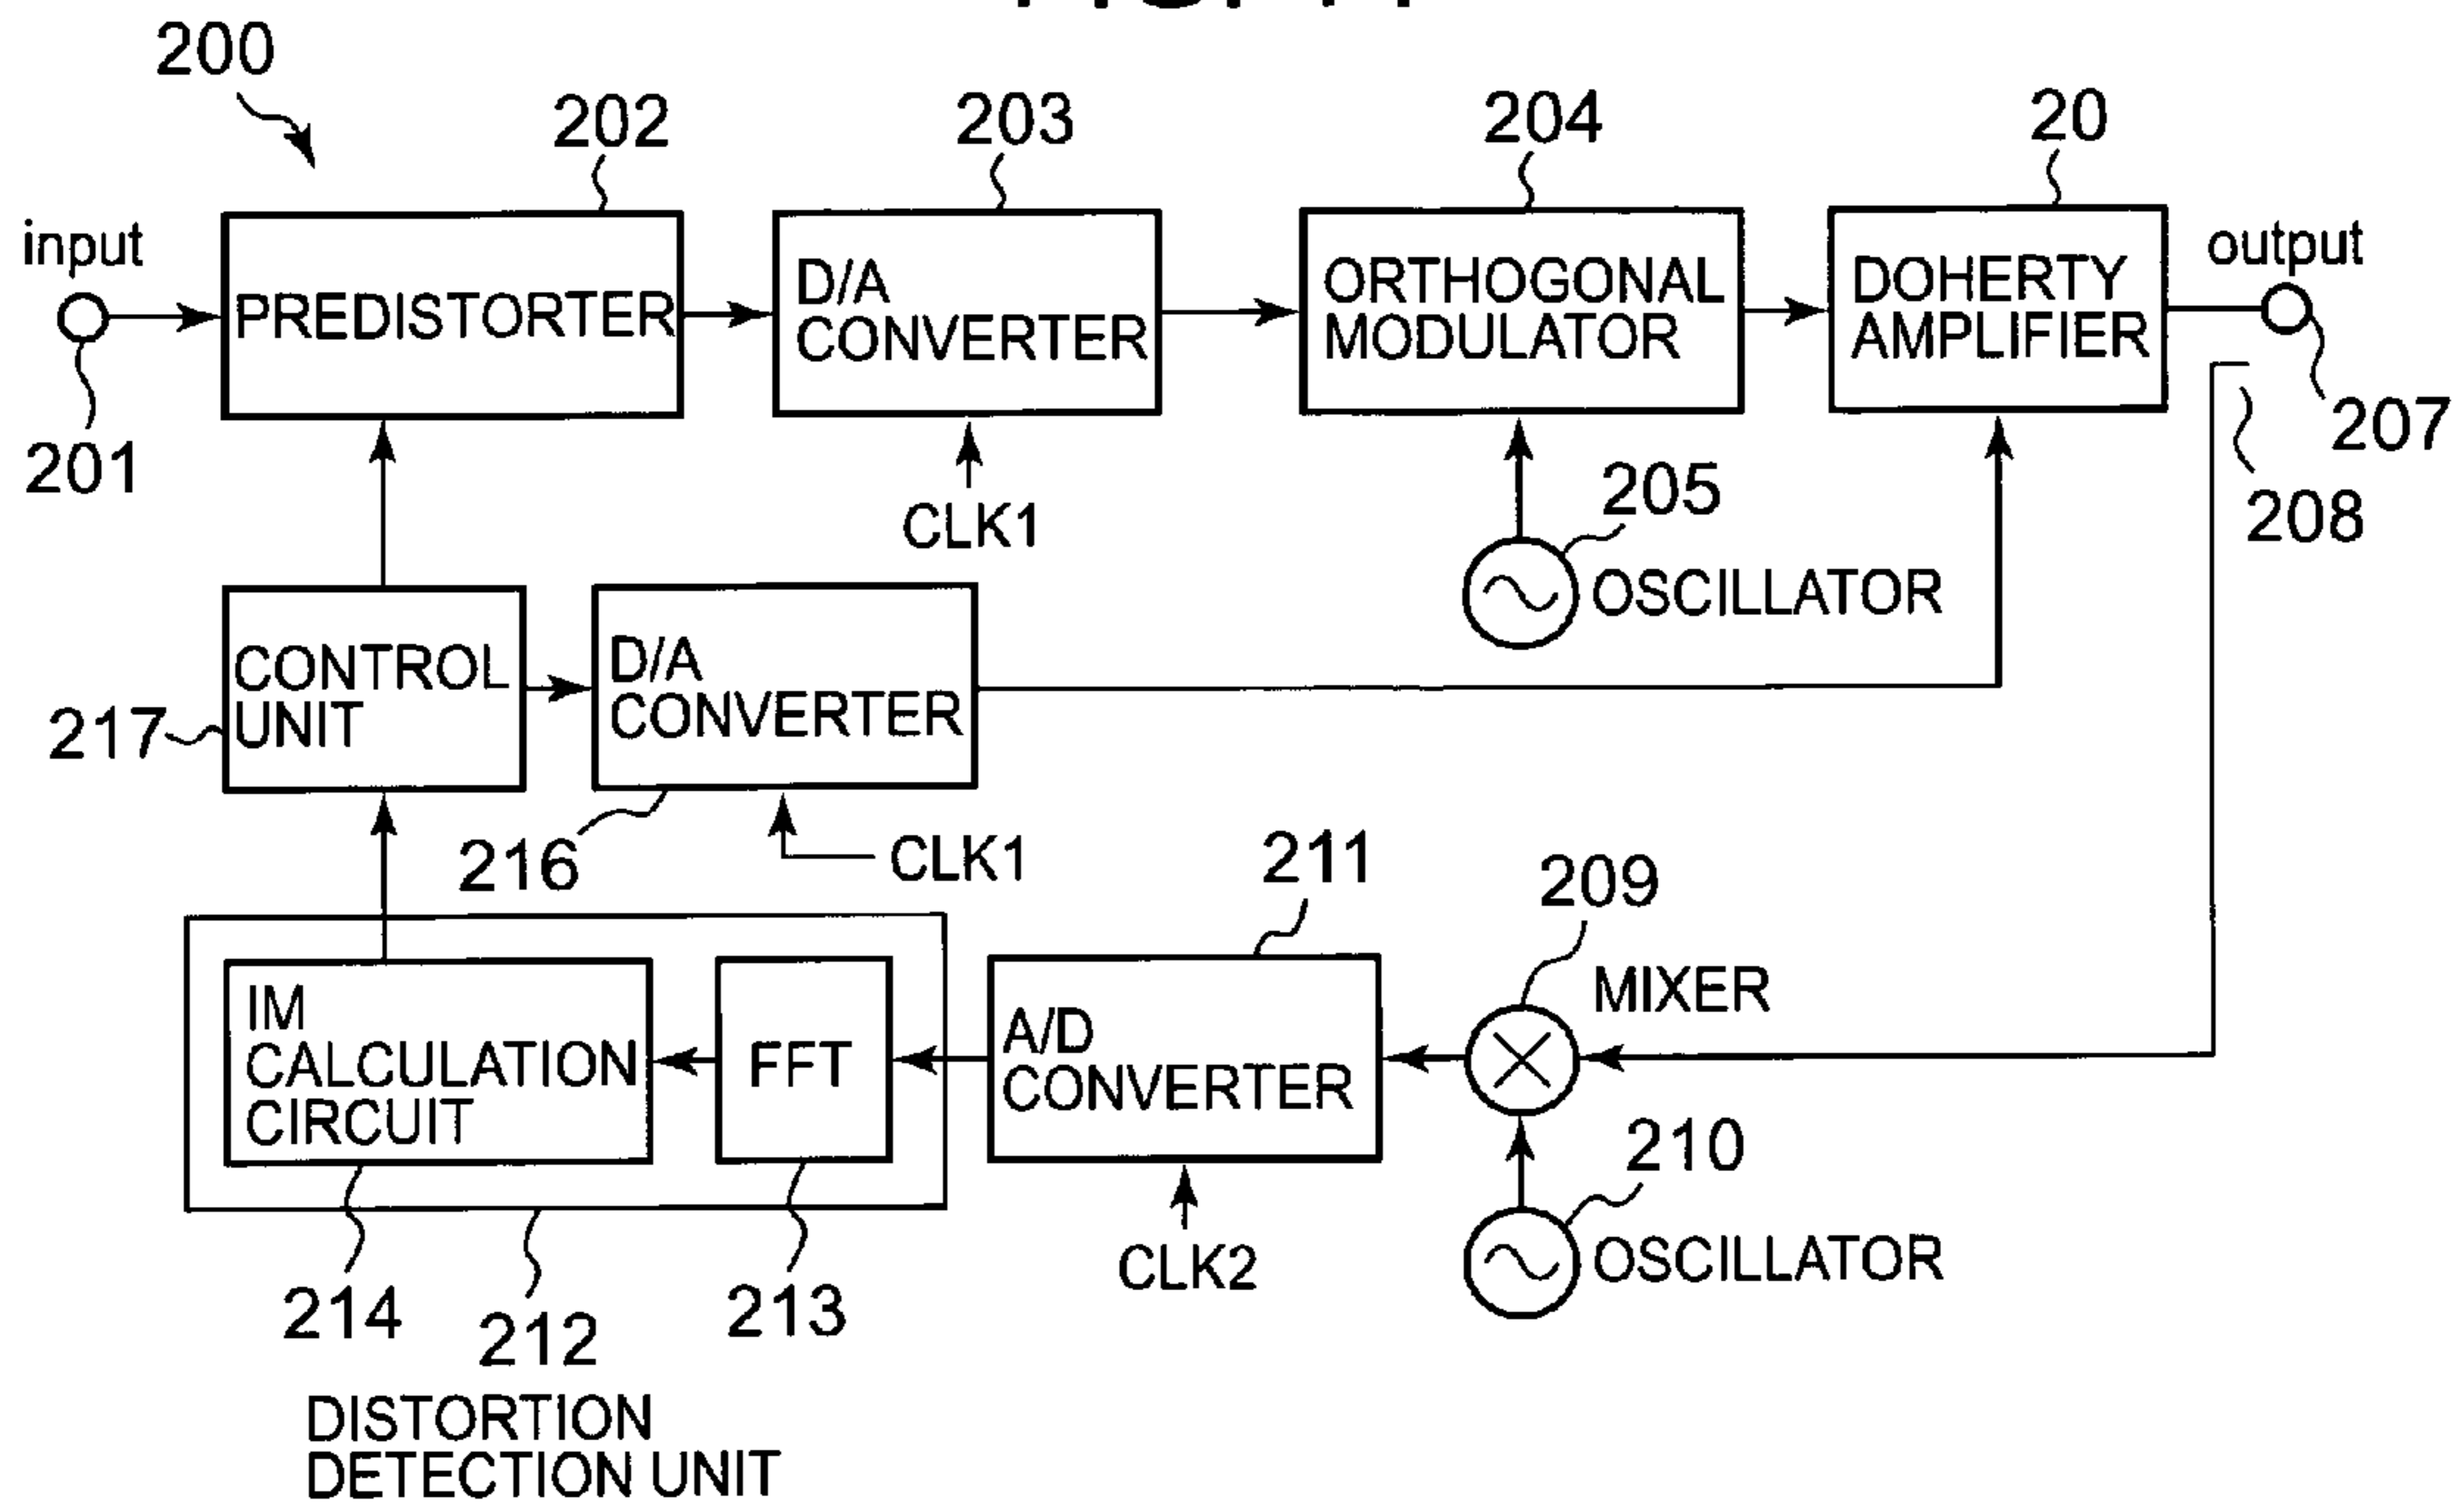 200
202
203
204
20
input
PREDISTORTER
D/A
CONVERTER
ORTHOGONAL
MODULATOR
DOHERTY
AMPLIFIER
output
201
CLK1
205
OSCILLATOR
207
208
CONTROL
UNIT
217
D/A
CONVERTER
216
CLK1
211
209
MIXER
IM
CALCULATION
CIRCUIT
FFT
A/D
CONVERTER
210
OSCILLATOR
CLK2
214
212
213
DISTORTION
DETECTION UNIT